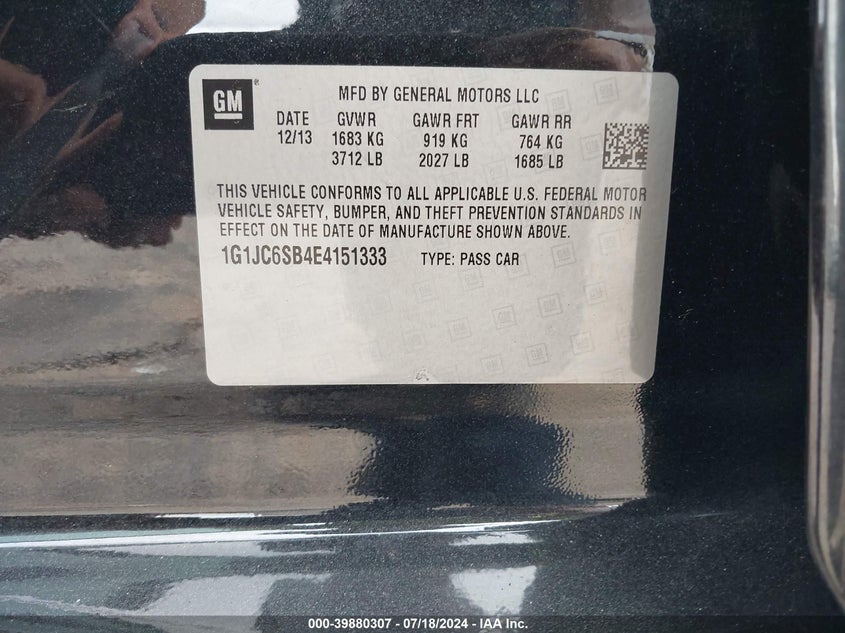 GM®
MFD BY GENERAL MOTORS LLC
DATE GVWR GAWR FRT GAWR RR
12/13 1683 KG 919 KG 764 KG
3712 LB 2027 LB 1685 LB
THIS VEHICLE CONFORMS TO ALL APPLICABLE U.S. FEDERAL MOTOR
VEHICLE SAFETY, BUMPER, AND THEFT PREVENTION STANDARDS IN
EFFECT ON THE DATE OF MANUFACTURE SHOWN ABOVE.
1G1JC6SB4E4151333 TYPE: PASS CAR
000-39880307 - 07/18/2024 - IAA Inc.